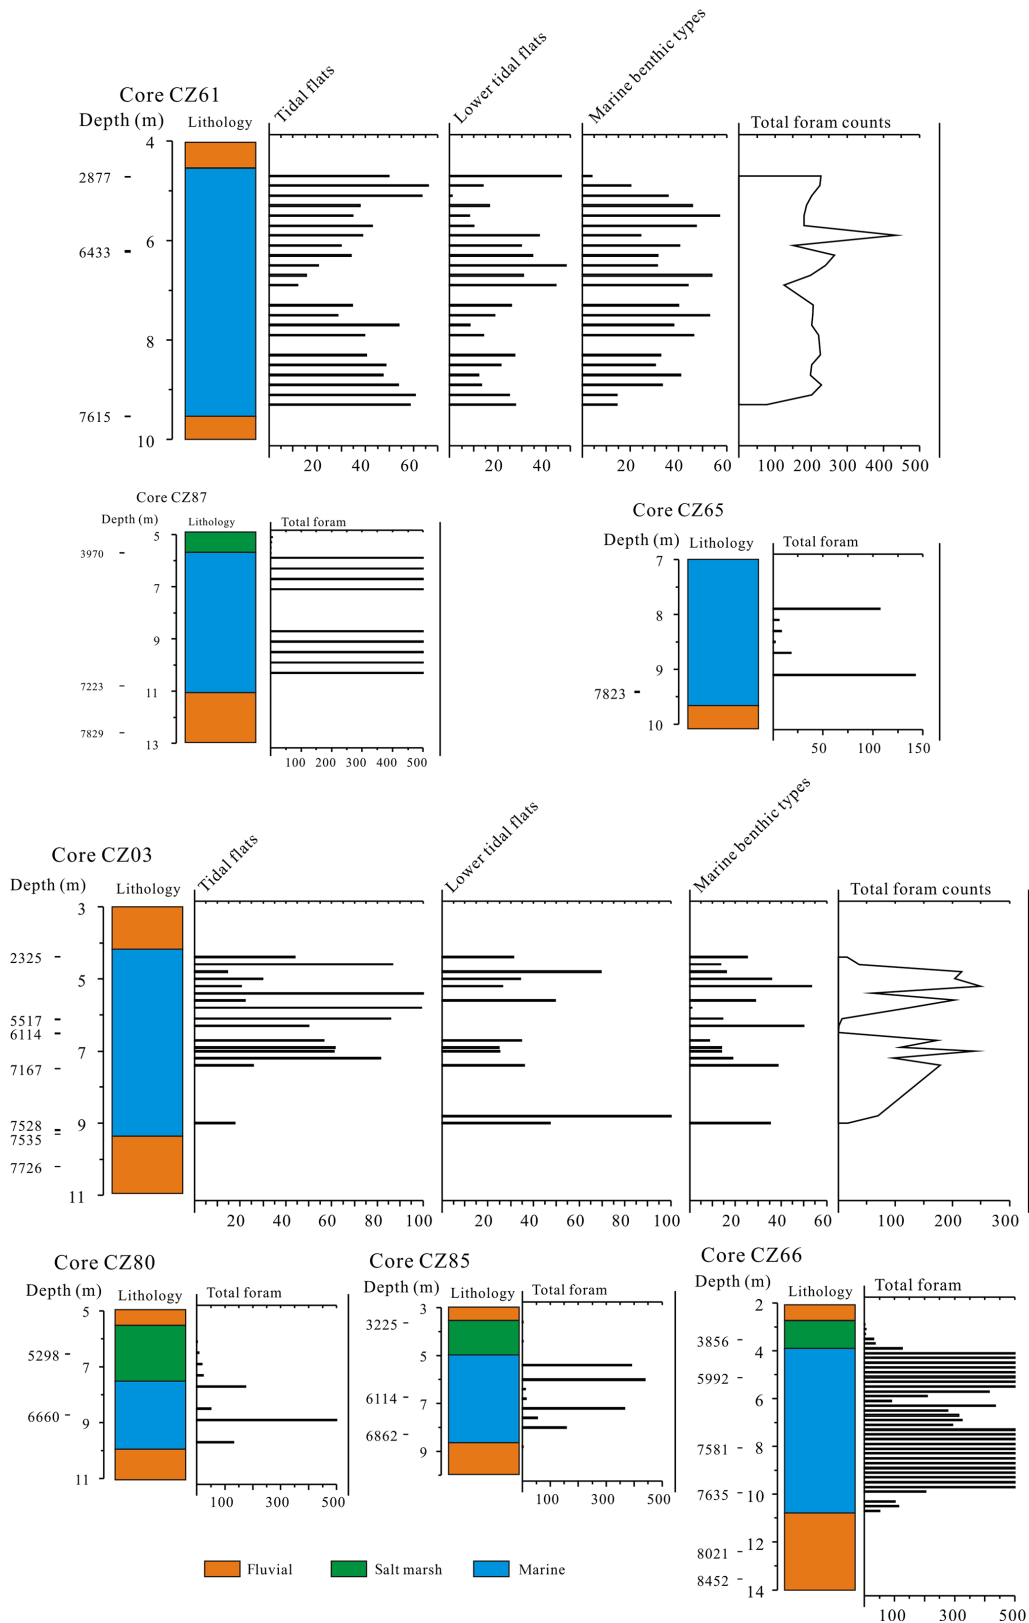 Core CZ61
Depth (m)
Lithology
Tidal flats
Lower tidal flats
Marine benthic types
Total foram counts
4
2877
6
6433
8
7615
10
20 40 60
20 40
20 40 60
100 200 300 400 500
Core CZ87
Depth (m)
Lithology
Total foram
5
3970
7
9
7223
11
7829
13
100 200 300 400 500
Core CZ65
Depth (m)
Lithology
Total foram
7
8
9
7823
10
50 100 150
Core CZ03
Depth (m)
Lithology
Tidal flats
Lower tidal flats
Marine benthic types
Total foram counts
3
2325
5
5517
6114
7
7167
9
7528
7535
7726
11
20 40 60 80 100
20 40 60 80 100
20 40 60
100 200 300
Core CZ80
Depth (m)
Lithology
Total foram
5
5298
7
6660
9
11
100 300 500
Core CZ85
Depth (m)
Lithology
Total foram
3
3225
5
6114
7
6862
9
100 300 500
Core CZ66
Depth (m)
Lithology
Total foram
2
3856
4
5992
6
7581
8
7635
10
12
8021
8452
14
100 300 500
Fluvial
Salt marsh
Marine